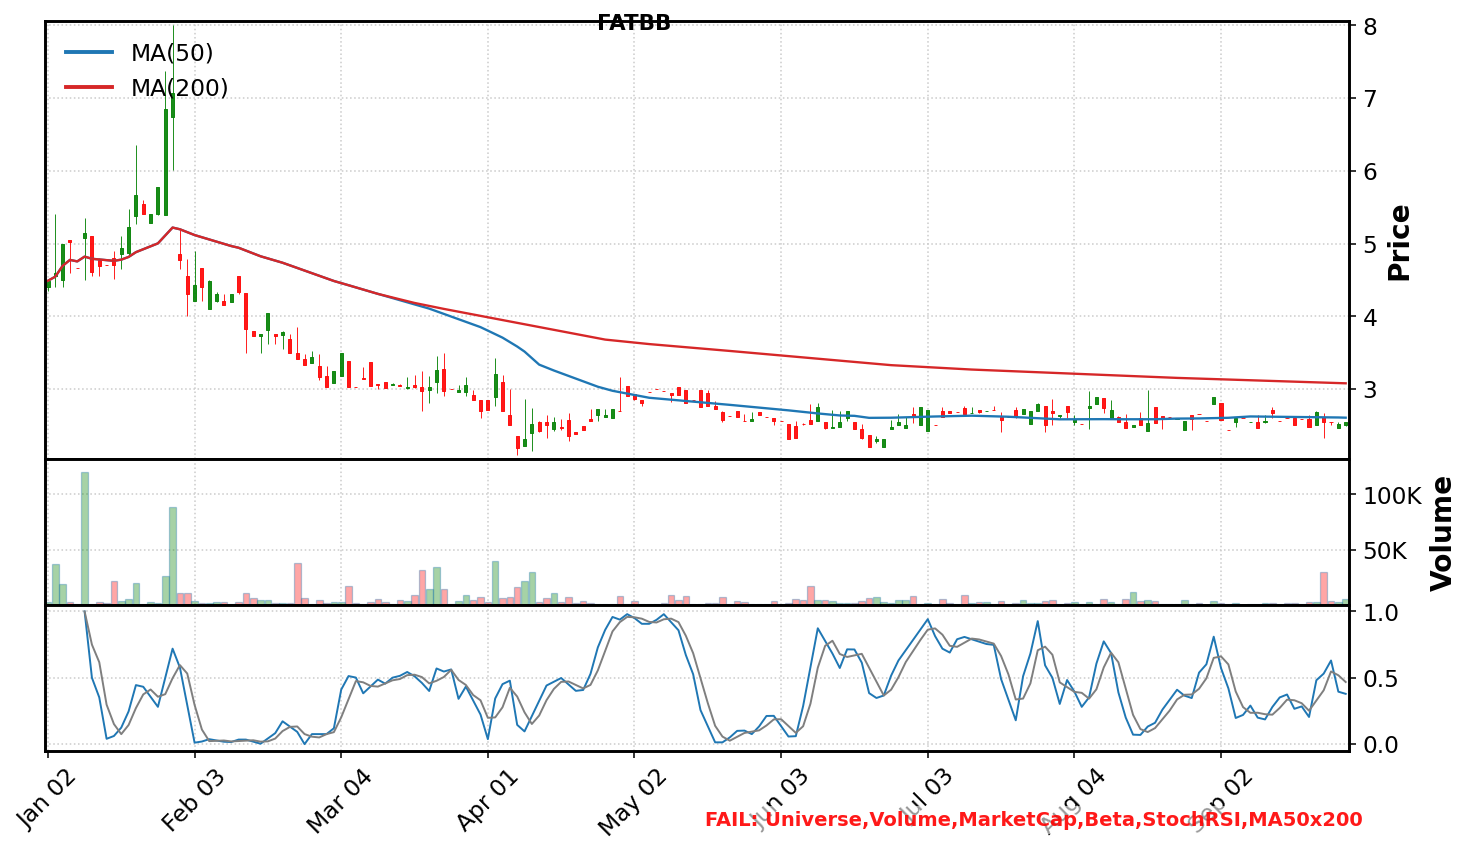 FATBB
MA(50)
MA(200)
8
7
6
5
4
3
Price
100K
50K
Volume
1.0
0.5
0.0
Jan 02
Feb 03
Mar 04
Apr 01
May 02
Jun 03
Jul 03
Aug 04
Sep 02
FAIL: Universe,Volume,MarketCap,Beta,StochRSI,MA50x200